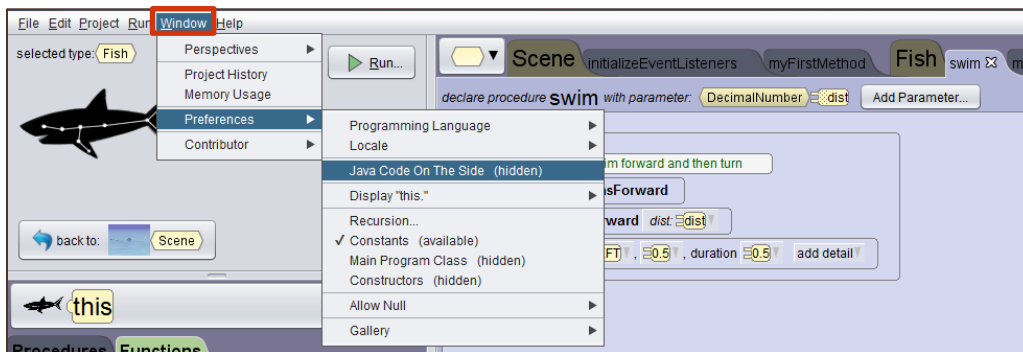 File Edit Project Run Window Help
selected type: Fish
Perspectives
Project History
Memory Usage
Preferences
Contributor
Run...
Scene initializeEventListeners myFirstMethod Fish swim
declare procedure swim with parameter: DecimalNumber dist Add Parameter...
Programming Language
Locale
Java Code On The Side (hidden)
Display "this."
Recursion...
Constants (available)
Main Program Class (hidden)
Constructors (hidden)
Allow Null
Gallery
forward and then turn
dist: dist
0.5 , duration 0.5 add detail
back to: Scene
this
Procedures Functions